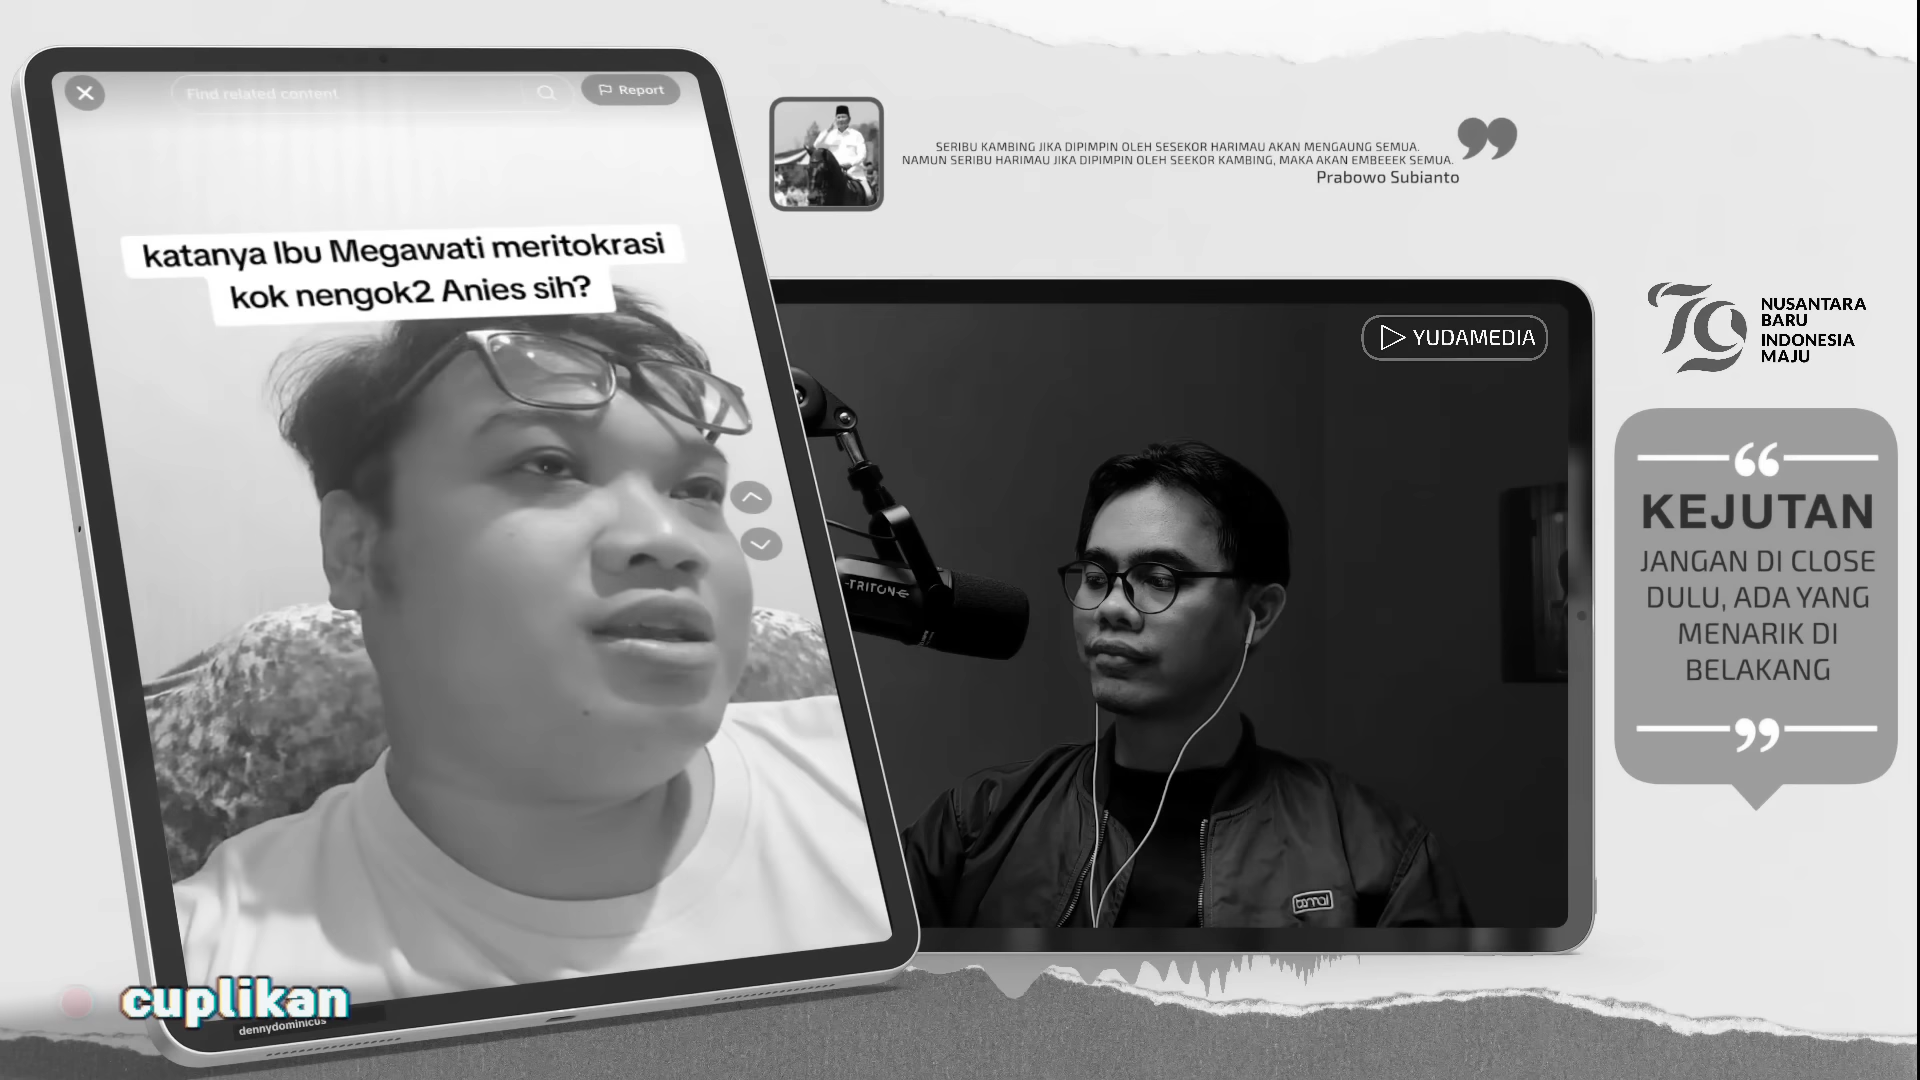 Find related content
Report
katanya Ibu Megawati meritokrasi
kok nengok2 Anies sih?
SERIBU KAMBING JIKA DIPIMPIN OLEH SESEKOR HARIMAU AKAN MENGAUNG SEMUA.
NAMUN SERIBU HARIMAU JIKA DIPIMPIN OLEH SEEKOR KAMBING, MAKA AKAN EMBEEEK SEMUA.
Prabowo Subianto
YUDAMEDIA
TRITON
79
NUSANTARA
BARU
INDONESIA
MAJU
KEJUTAN
JANGAN DI CLOSE
DULU, ADA YANG
MENARIK DI
BELAKANG
cuplikan
dennydominicus